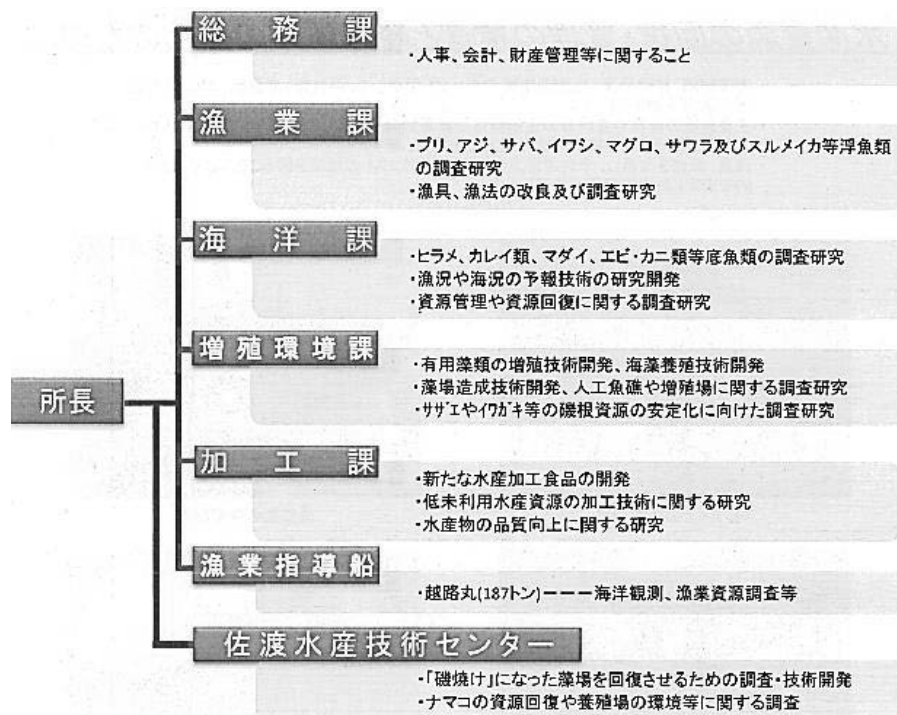 総務課
・人事、会計、財産管理等に関すること
漁業課
・ブリ、アジ、サバ、イワシ、マグロ、サワラ及びスルメイカ等浮魚類
の調査研究
・漁具、漁法の改良及び調査研究
海洋課
・ヒラメ、カレイ類、マダイ、エビ・カニ類等底魚類の調査研究
・漁況や海況の予報技術の研究開発
・資源管理や資源回復に関する調査研究
増殖環境課
・有用藻類の増殖技術開発、海藻養殖技術開発
・藻場造成技術開発、人工魚礁や増殖場に関する調査研究
・ｻｻﾞｴやｲﾜｶﾞｷ等の磯根資源の安定化に向けた調査研究
所長
加工課
・新たな水産加工食品の開発
・低未利用水産資源の加工技術に関する研究
・水産物の品質向上に関する研究
漁業指導船
・越路丸(187トン)ーーー海洋観測、漁業資源調査等
佐渡水産技術センター
・「磯焼け」になった藻場を回復させるための調査・技術開発
・ナマコの資源回復や養殖場の環境等に関する調査